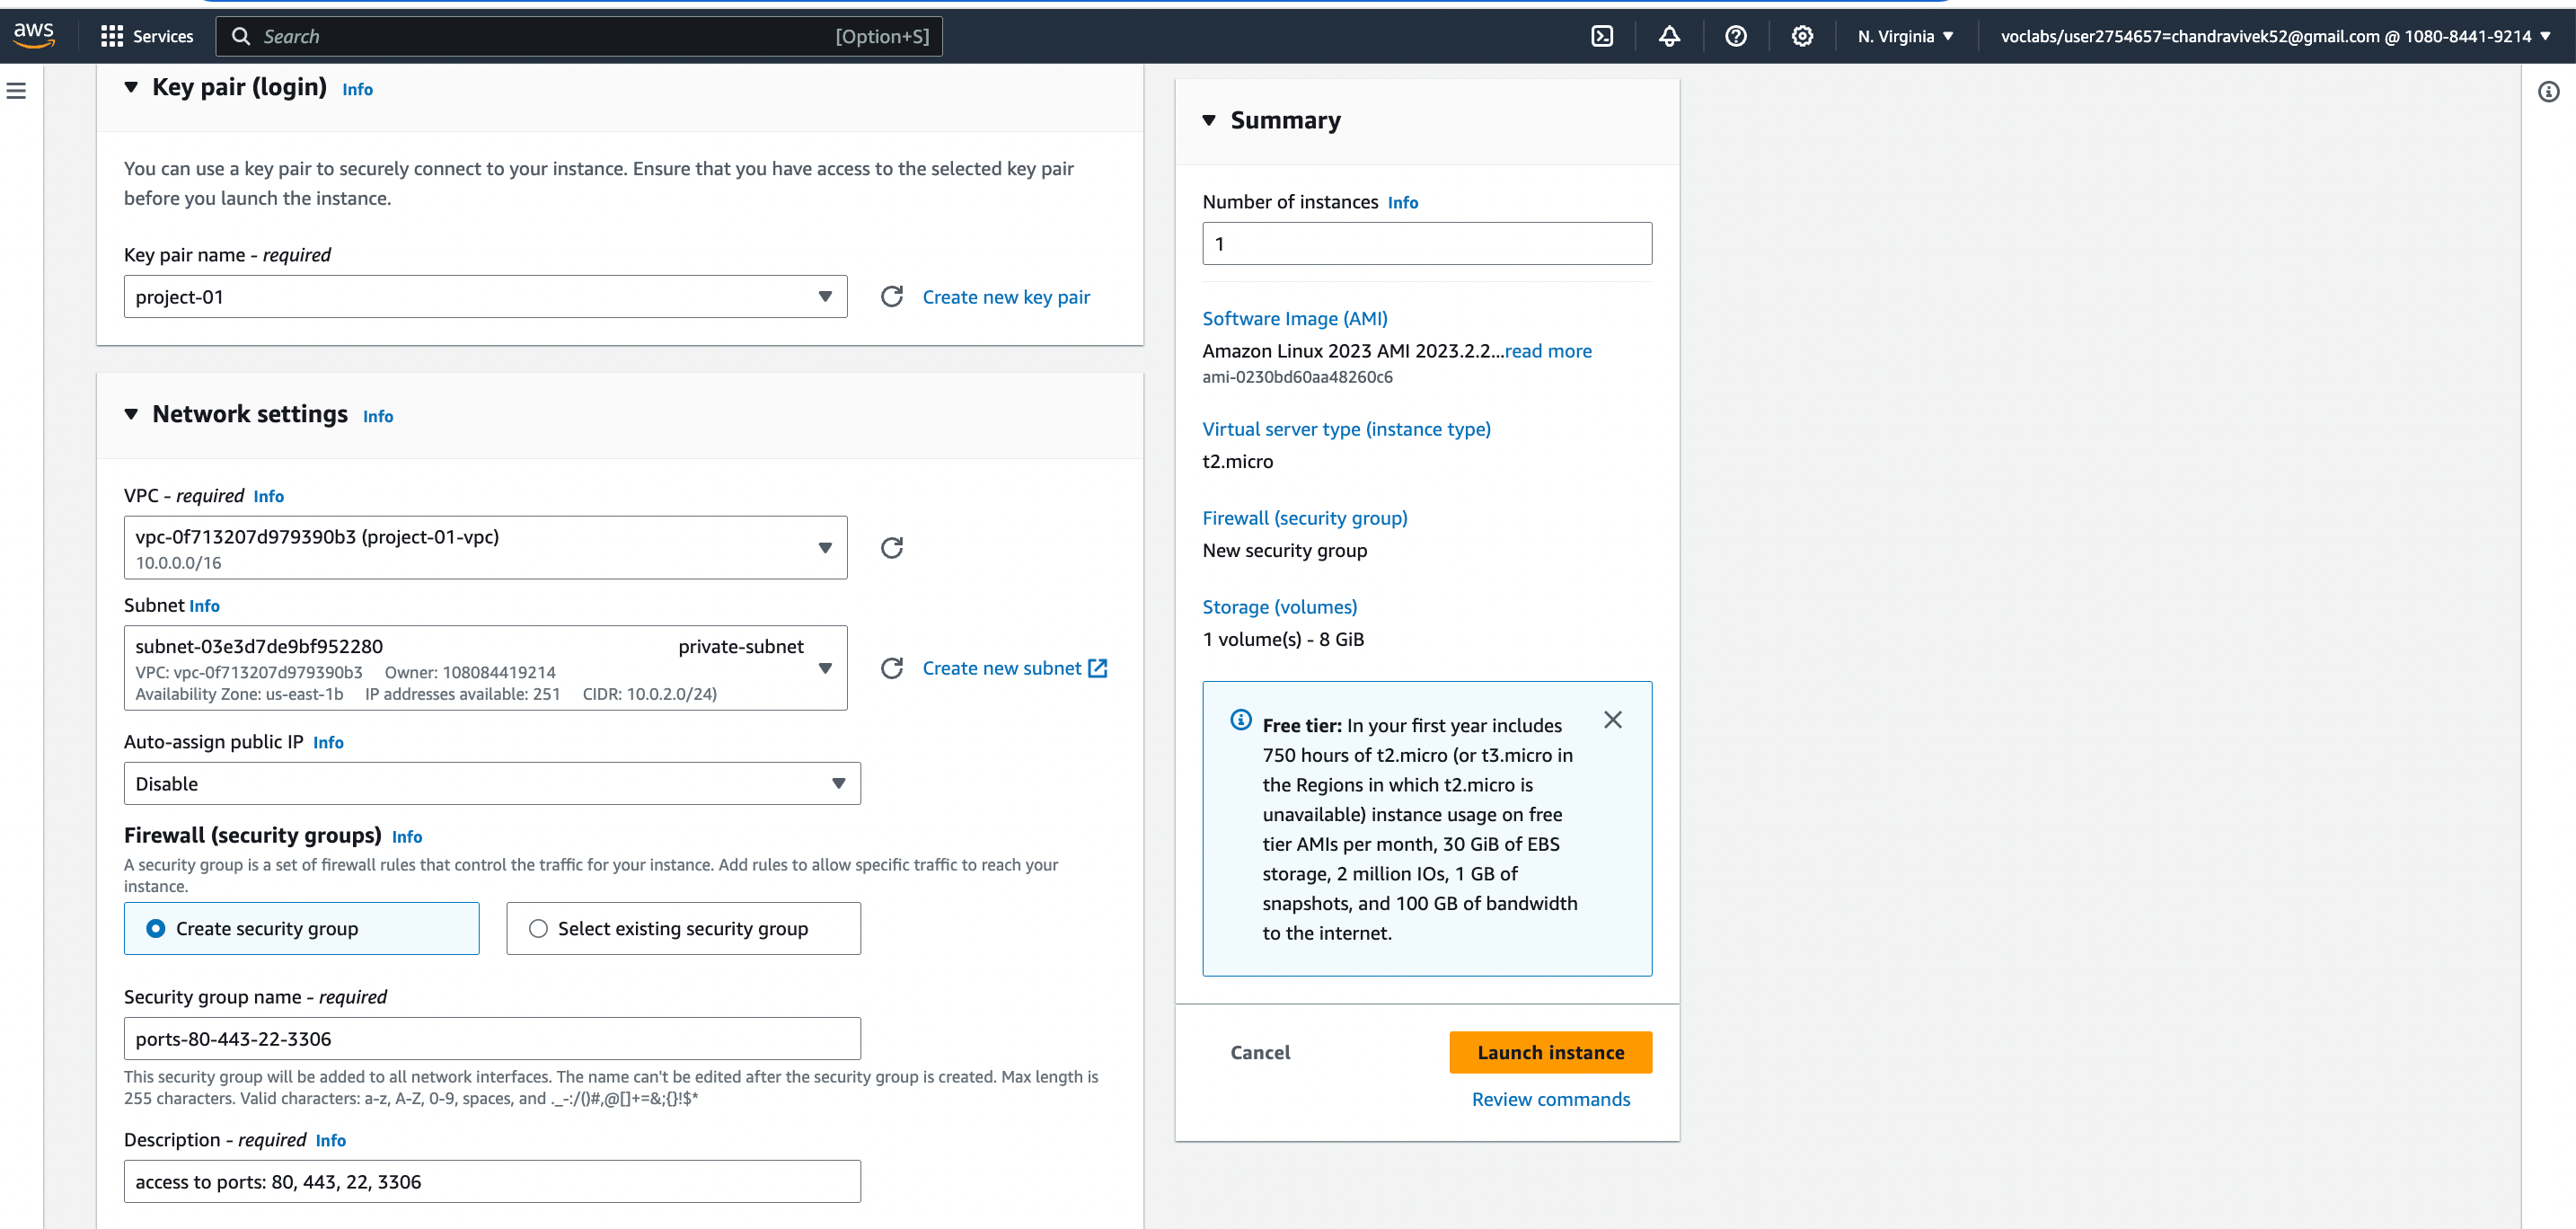 aws
Services
Search [Option+S]
N. Virginia
voclabs/user2754657=chandravivek52@gmail.com @ 1080-8441-9214
Key pair (login) Info
You can use a key pair to securely connect to your instance. Ensure that you have access to the selected key pair
before you launch the instance.
Key pair name - required
project-01
Create new key pair
Network settings Info
VPC - required Info
vpc-0f713207d979390b3 (project-01-vpc)
10.0.0.0/16
Subnet Info
subnet-03e3d7de9bf952280 private-subnet
VPC: vpc-0f713207d979390b3 Owner: 108084419214
Availability Zone: us-east-1b IP addresses available: 251 CIDR: 10.0.2.0/24)
Create new subnet
Auto-assign public IP Info
Disable
Firewall (security groups) Info
A security group is a set of firewall rules that control the traffic for your instance. Add rules to allow specific traffic to reach your
instance.
Create security group
Select existing security group
Security group name - required
ports-80-443-22-3306
This security group will be added to all network interfaces. The name can't be edited after the security group is created. Max length is
255 characters. Valid characters: a-z, A-Z, 0-9, spaces, and ._-:/()#,@[]+=&;{}!$*
Description - required Info
access to ports: 80, 443, 22, 3306
Summary
Number of instances Info
1
Software Image (AMI)
Amazon Linux 2023 AMI 2023.2.2...read more
ami-0230bd60aa48260c6
Virtual server type (instance type)
t2.micro
Firewall (security group)
New security group
Storage (volumes)
1 volume(s) - 8 GiB
Free tier: In your first year includes
750 hours of t2.micro (or t3.micro in
the Regions in which t2.micro is
unavailable) instance usage on free
tier AMIs per month, 30 GiB of EBS
storage, 2 million IOs, 1 GB of
snapshots, and 100 GB of bandwidth
to the internet.
Cancel
Launch instance
Review commands